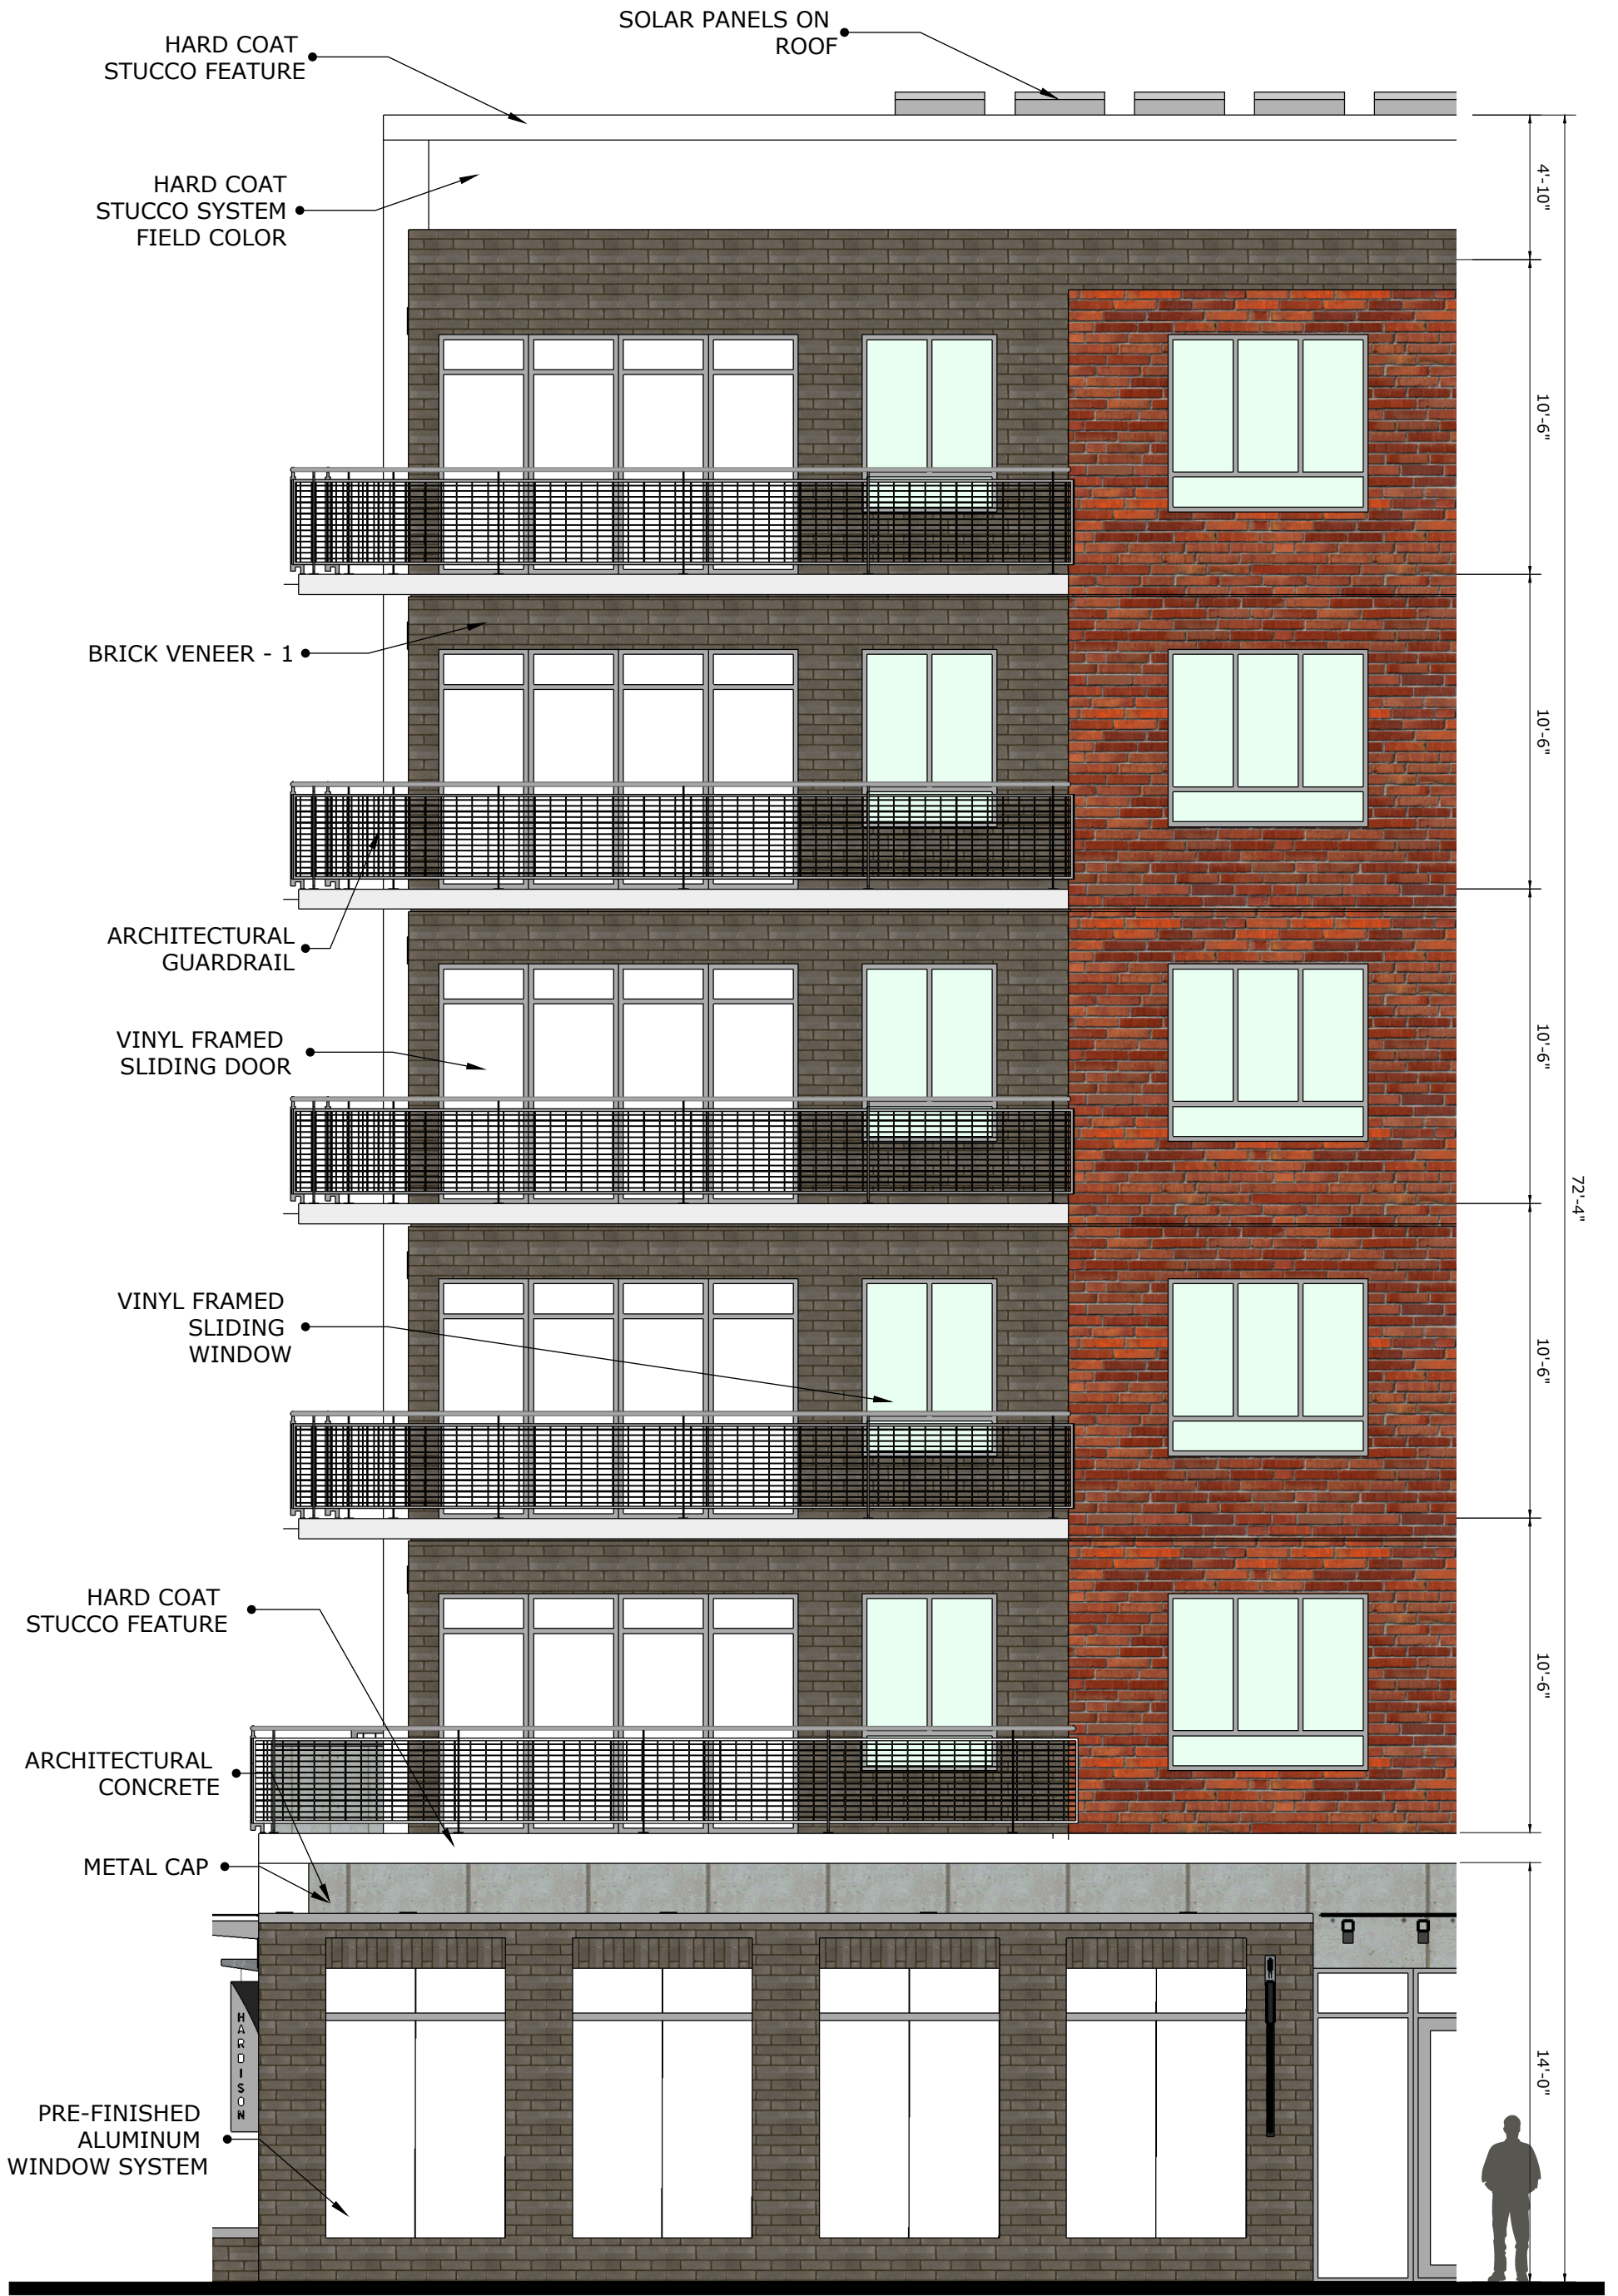 SOLAR PANELS ON
ROOF
HARD COAT
STUCCO FEATURE
HARD COAT
STUCCO SYSTEM
FIELD COLOR
4'-10"
10'-6"
BRICK VENEER - 1
10'-6"
ARCHITECTURAL
GUARDRAIL
VINYL FRAMED
SLIDING DOOR
10'-6"
72'-4"
VINYL FRAMED
SLIDING
WINDOW
10'-6"
HARD COAT
STUCCO FEATURE
10'-6"
ARCHITECTURAL
CONCRETE
METAL CAP
HARDISON
14'-0"
PRE-FINISHED
ALUMINUM
WINDOW SYSTEM